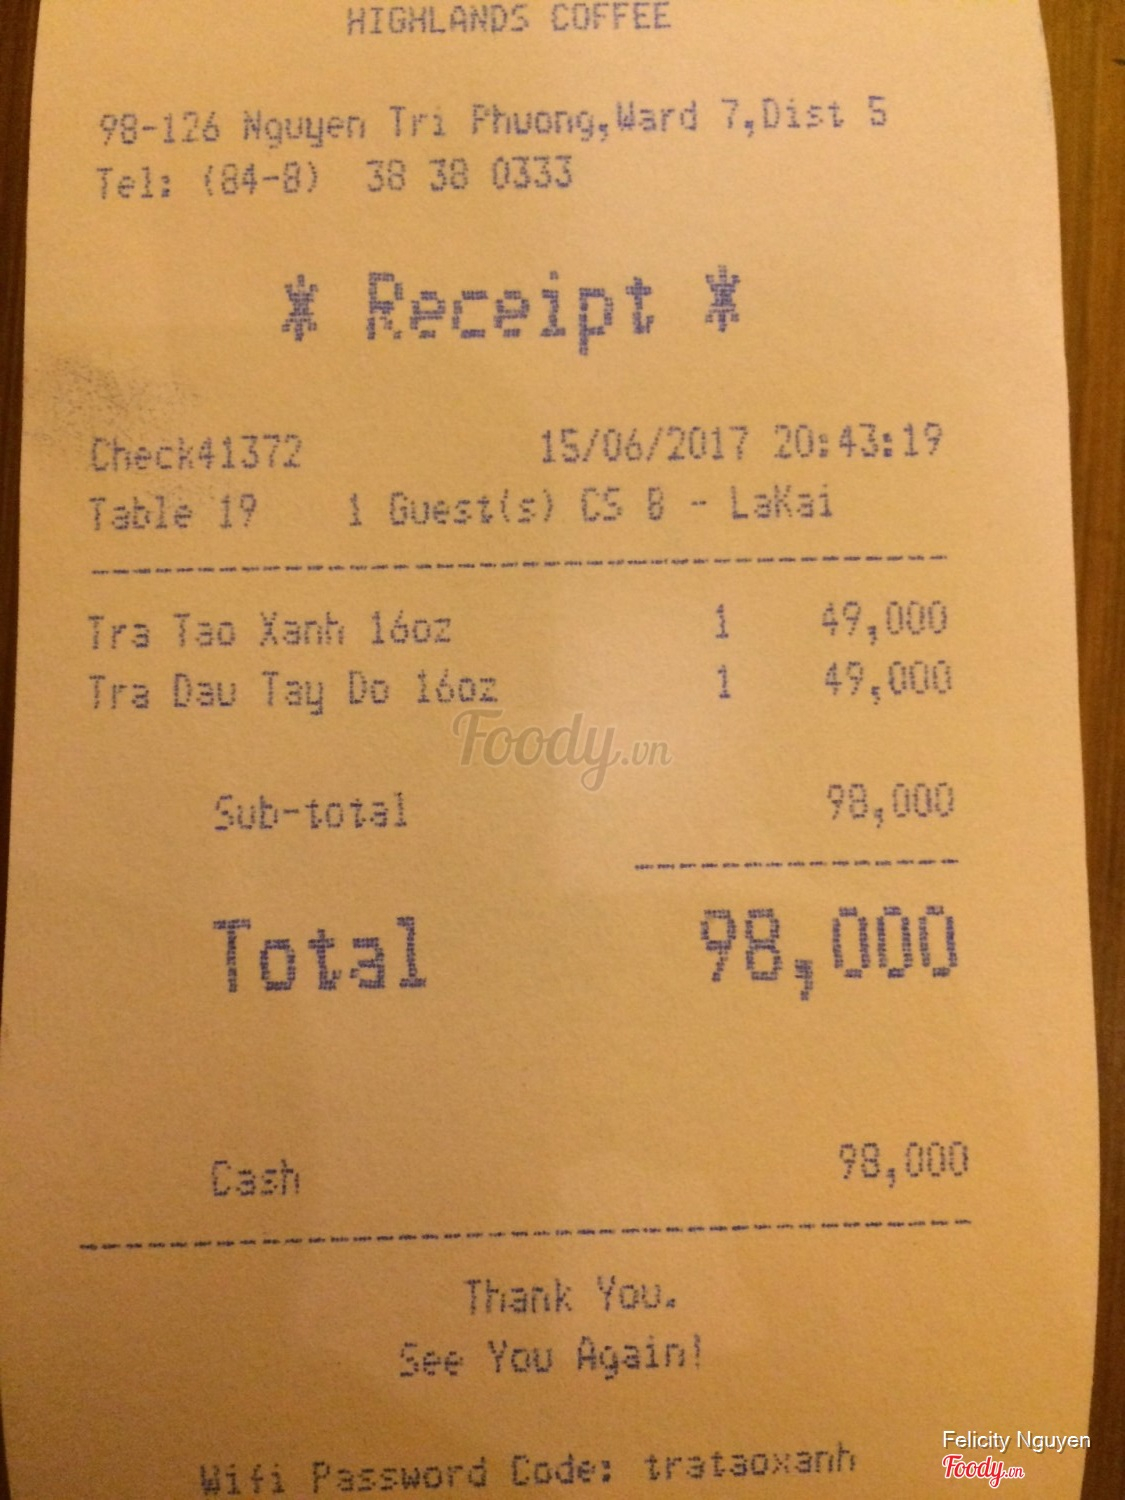 HIGHLANDS COFFEE
98-126 Nguyen Tri Phuong,Ward 7,Dist 5
Tel: (84-8) 38 38 0333
* Receipt *
Check41372 15/06/2017 20:43:19
Table 19 1 Guest(s) CS 8 - LaKai
Tra Tao Xanh 16oz 1 49,000
Tra Dau Tay Do 16oz 1 49,000
Foody.vn
Sub-total 98,000
Total 98,000
Cash 98,000
Thank You.
See You Again!
Felicity Nguyen
Wifi Password Code: trataoxanh
Foody.vn